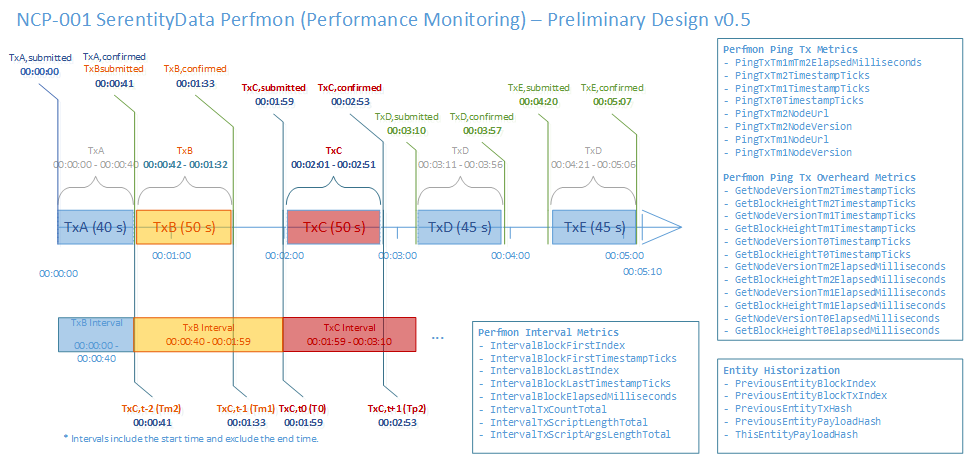 NCP-001 SerentityData Perfmon (Performance Monitoring) – Preliminary Design v0.5
TxA,submitted
00:00:00
TxA,confirmed
TxBsubmitted
00:00:41
TxB,confirmed
00:01:33
TxC,submitted
00:01:59
TxC,confirmed
00:02:53
TxD,submitted
00:03:10
TxD,confirmed
00:03:57
TxE,submitted
00:04:20
TxE,confirmed
00:05:07
TxA
00:00:00 - 00:00:40
TxB
00:00:42 - 00:01:32
TxC
00:02:01 - 00:02:51
TxD
00:03:11 - 00:03:56
TxD
00:04:21 - 00:05:06
TxA (40 s)
TxB (50 s)
TxC (50 s)
TxD (45 s)
TxE (45 s)
00:00:00
00:01:00
00:02:00
00:03:00
00:04:00
00:05:00
00:05:10
TxB Interval
00:00:00 -
00:00:40
TxB Interval
00:00:40 - 00:01:59
TxC Interval
00:01:59 - 00:03:10
...
TxC,t-2 (Tm2)
00:00:41
TxC,t-1 (Tm1)
00:01:33
TxC,t0 (T0)
00:01:59
TxC,t+1 (Tp2)
00:02:53
* Intervals include the start time and exclude the end time.
Perfmon Interval Metrics
- IntervalBlockFirstIndex
- IntervalBlockFirstTimestampTicks
- IntervalBlockLastIndex
- IntervalBlockLastTimestampTicks
- IntervalBlockElapsedMilliseconds
- IntervalTxCountTotal
- IntervalTxScriptLengthTotal
- IntervalTxScriptArgsLengthTotal
Perfmon Ping Tx Metrics
- PingTxTm1mTm2ElapsedMilliseconds
- PingTxTm2TimestampTicks
- PingTxTm1TimestampTicks
- PingTxT0TimestampTicks
- PingTxTm2NodeUrl
- PingTxTm2NodeVersion
- PingTxTm1NodeUrl
- PingTxTm1NodeVersion
Perfmon Ping Tx Overheard Metrics
- GetNodeVersionTm2TimestampTicks
- GetBlockHeightTm2TimestampTicks
- GetNodeVersionTm1TimestampTicks
- GetBlockHeightTm1TimestampTicks
- GetNodeVersionT0TimestampTicks
- GetBlockHeightT0TimestampTicks
- GetNodeVersionTm2ElapsedMilliseconds
- GetBlockHeightTm2ElapsedMilliseconds
- GetNodeVersionTm1ElapsedMilliseconds
- GetBlockHeightTm1ElapsedMilliseconds
- GetNodeVersionT0ElapsedMilliseconds
- GetBlockHeightT0ElapsedMilliseconds
Entity Historization
- PreviousEntityBlockIndex
- PreviousEntityBlockTxIndex
- PreviousEntityTxHash
- PreviousEntityPayloadHash
- ThisEntityPayloadHash